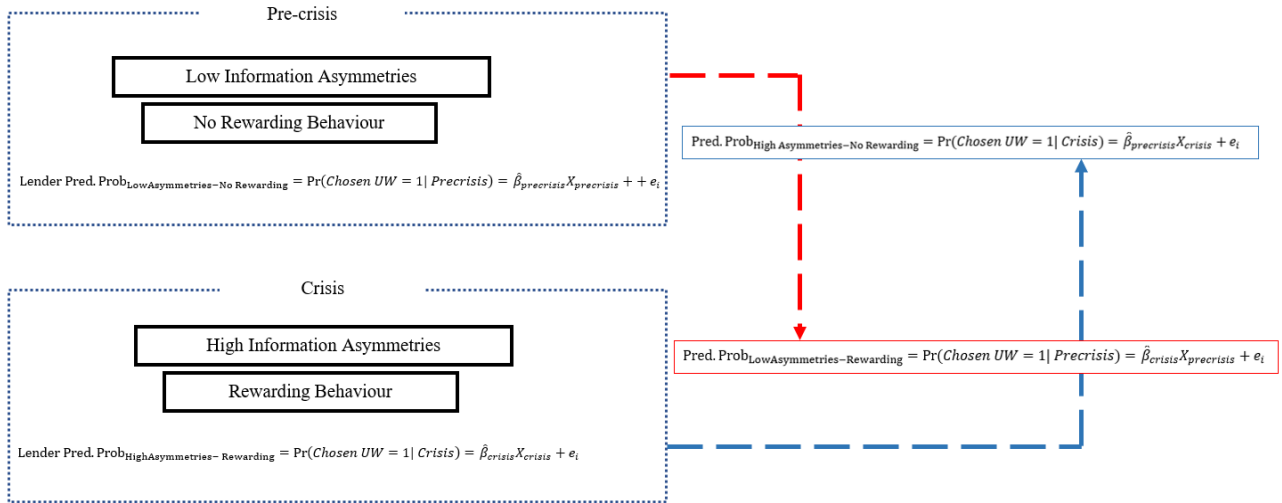 Pre-crisis
Low Information Asymmetries
No Rewarding Behaviour
Lender Pred. Prob_LowAsymmetries−No Rewarding = Pr(Chosen UW = 1| Precrisis) = β̂_precrisis X_precrisis + + e_i
Pred. Prob_High Asymmetries−No Rewarding = Pr(Chosen UW = 1| Crisis) = β̂_precrisis X_crisis + e_i
Crisis
High Information Asymmetries
Rewarding Behaviour
Lender Pred. Prob_HighAsymmetries− Rewarding = Pr(Chosen UW = 1| Crisis) = β̂_crisis X_crisis + e_i
Pred. Prob_LowAsymmetries−Rewarding = Pr(Chosen UW = 1| Precrisis) = β̂_crisis X_precrisis + e_i